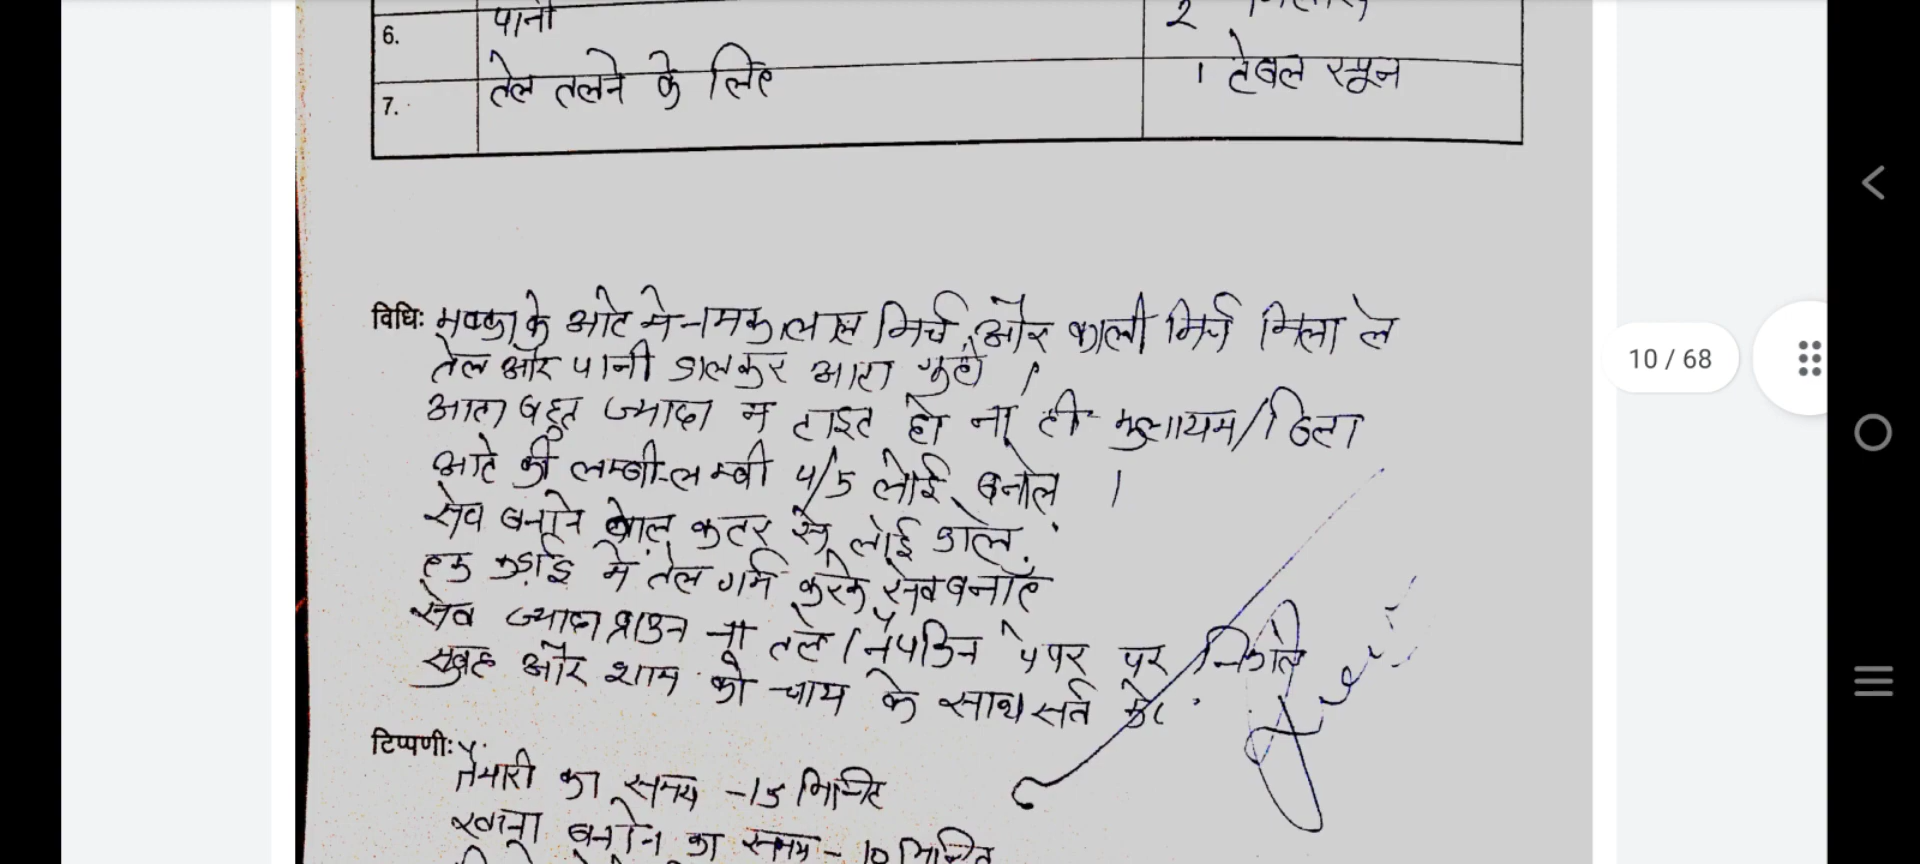 6. पानी 2
7. तेल तलने के लिए 1 टेबल स्पून
विधि: मक्का के आटे मे नमक लाल मिर्च और काली मिर्च मिला ले
तेल और पानी डालकर आटा
आटा बहुत ज्यादा न टाइट हो ना ही मुलायम/ढिला
आटे की लम्बी-लम्बी 4/5 लोई बनाले ।
सेव बनाने वाले कटर से लोई डाले.
एक कड़ाई मे तेल गर्म करके सेव बनाए
सेव ज्यादा ब्राउन ना तले । पेपर पर निकाले
सुबह और शाम को चाय के साथ सर्व करे.
टिप्पणी:
तैयारी का समय -15 मिनिट
खाना बनाने का समय - 10 मिनिट
10 / 68